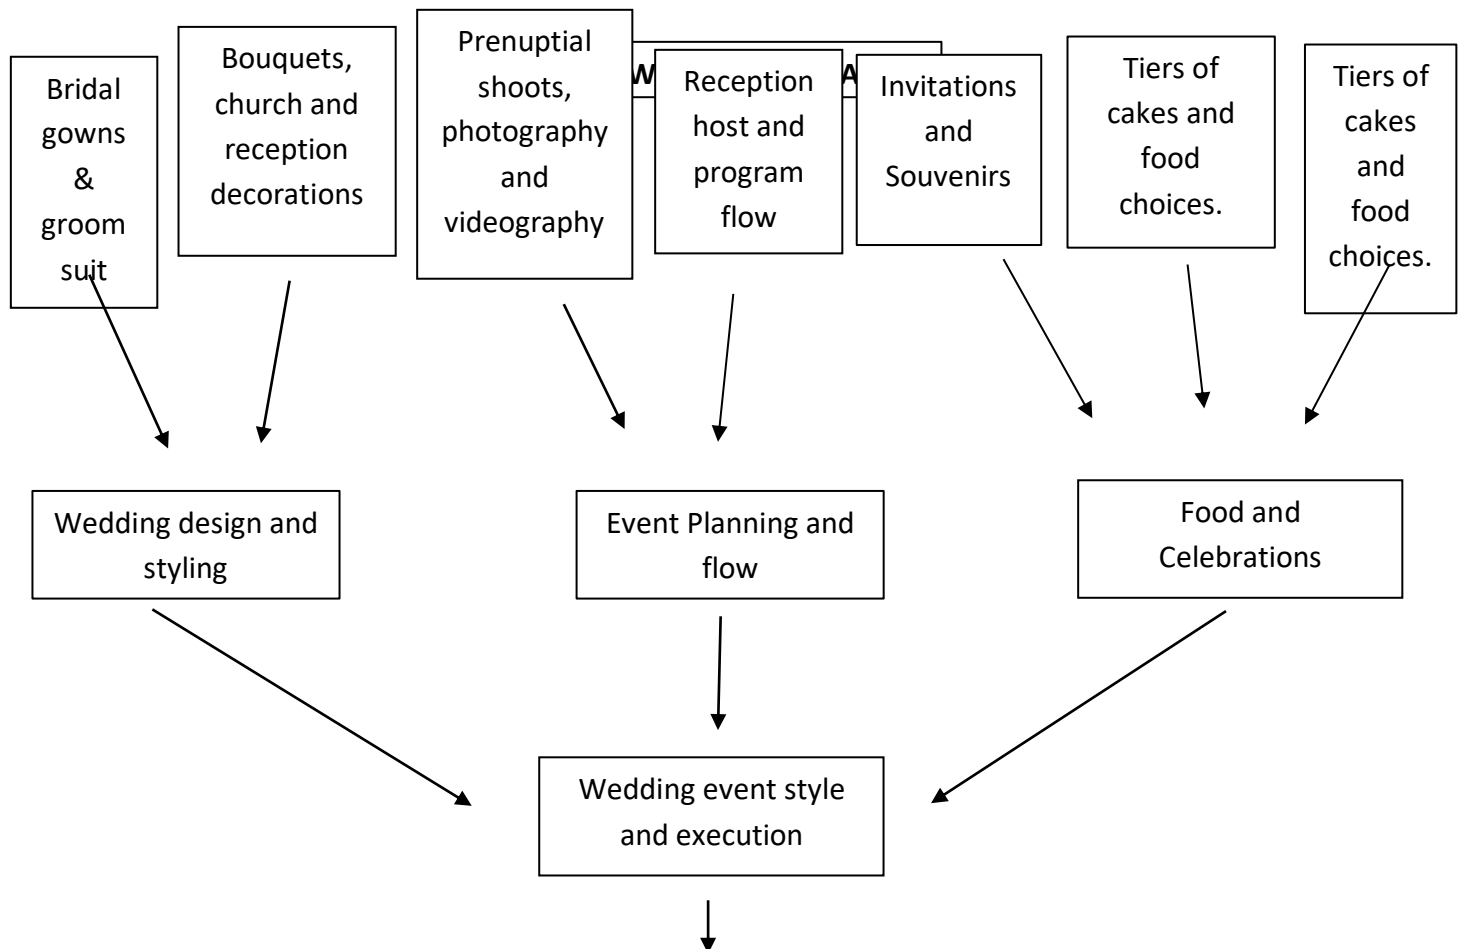 Bridal
gowns
&
groom
suit
Bouquets,
church and
reception
decorations
Prenuptial
shoots,
photography
and
videography
Reception
host and
program
flow
Invitations
and
Souvenirs
Tiers of
cakes and
food
choices.
Tiers of
cakes
and
food
choices.
Wedding design and
styling
Event Planning and
flow
Food and
Celebrations
Wedding event style
and execution